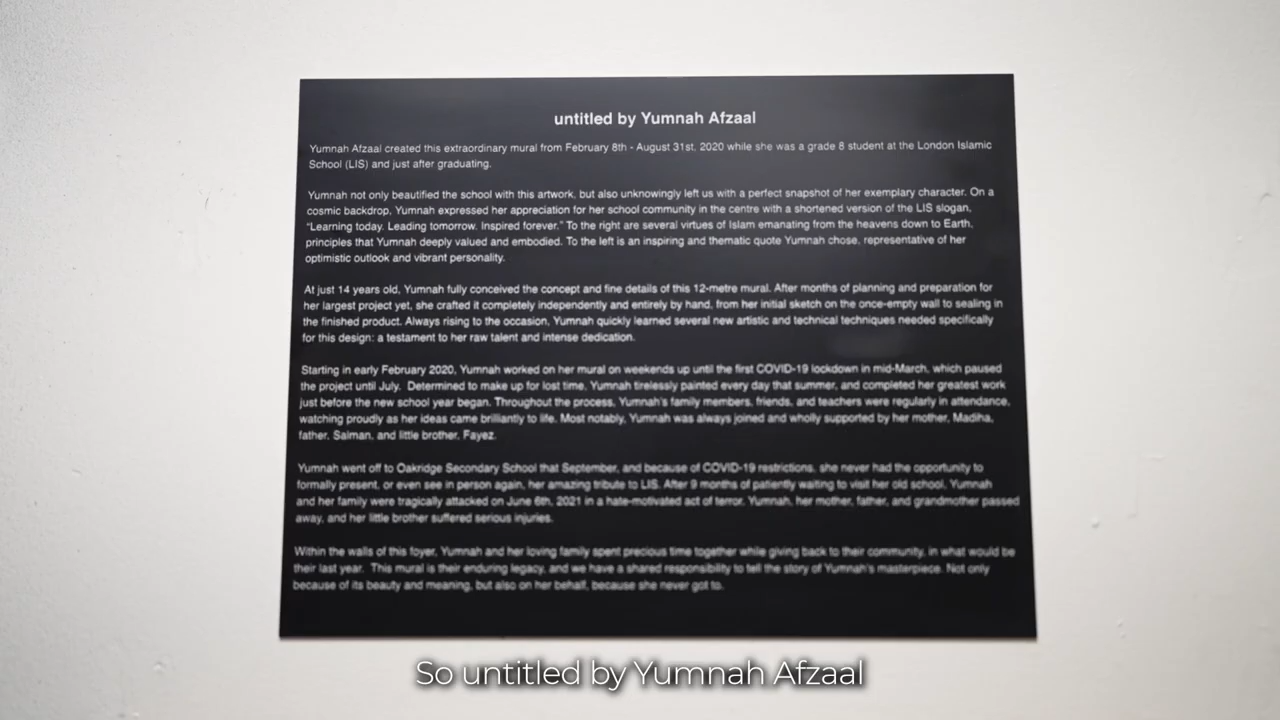 untitled by Yumnah Afzaal
Yumnah Afzaal created this extraordinary mural from February 8th - August 31st, 2020 while she was a grade 8 student at the London Islamic
School (LIS) and just after graduating.
Yumnah not only beautified the school with this artwork, but also unknowingly left us with a perfect snapshot of her exemplary character. On a
cosmic backdrop, Yumnah expressed her appreciation for her school community in the centre with a shortened version of the LIS slogan,
"Learning today. Leading tomorrow. Inspired forever." To the right are several virtues of Islam emanating from the heavens down to Earth,
principles that Yumnah deeply valued and embodied. To the left is an inspiring and thematic quote Yumnah chose, representative of her
optimistic outlook and vibrant personality.
At just 14 years old, Yumnah fully conceived the concept and fine details of this 12-metre mural. After months of planning and preparation for
her largest project yet, she crafted it completely independently and entirely by hand, from her initial sketch on the once-empty wall to sealing in
the finished product. Always rising to the occasion, Yumnah quickly learned several new artistic and technical techniques needed specifically
for this design: a testament to her raw talent and intense dedication.
Starting in early February 2020, Yumnah worked on her mural on weekends up until the first COVID-19 lockdown in mid-March, which paused
the project until July. Determined to make up for lost time, Yumnah tirelessly painted every day that summer, and completed her greatest work
just before the new school year began. Throughout the process, Yumnah's family members, friends, and teachers were regularly in attendance,
watching proudly as her ideas came brilliantly to life. Most notably, Yumnah was always joined and wholly supported by her mother, Madiha,
father, Salman, and little brother, Fayez.
Yumnah went off to Oakridge Secondary School that September, and because of COVID-19 restrictions, she never had the opportunity to
formally present, or even see in person again, her amazing tribute to LIS. After 9 months of patiently waiting to visit her old school, Yumnah
and her family were tragically attacked on June 6th, 2021 in a hate-motivated act of terror. Yumnah, her mother, father, and grandmother passed
away, and her little brother suffered serious injuries.
Within the walls of this foyer, Yumnah and her loving family spent precious time together while giving back to their community, in what would be
their last year. This mural is their enduring legacy, and we have a shared responsibility to tell the story of Yumnah's masterpiece. Not only
because of its beauty and meaning, but also on her behalf, because she never got to.
So untitled by Yumnah Afzaal